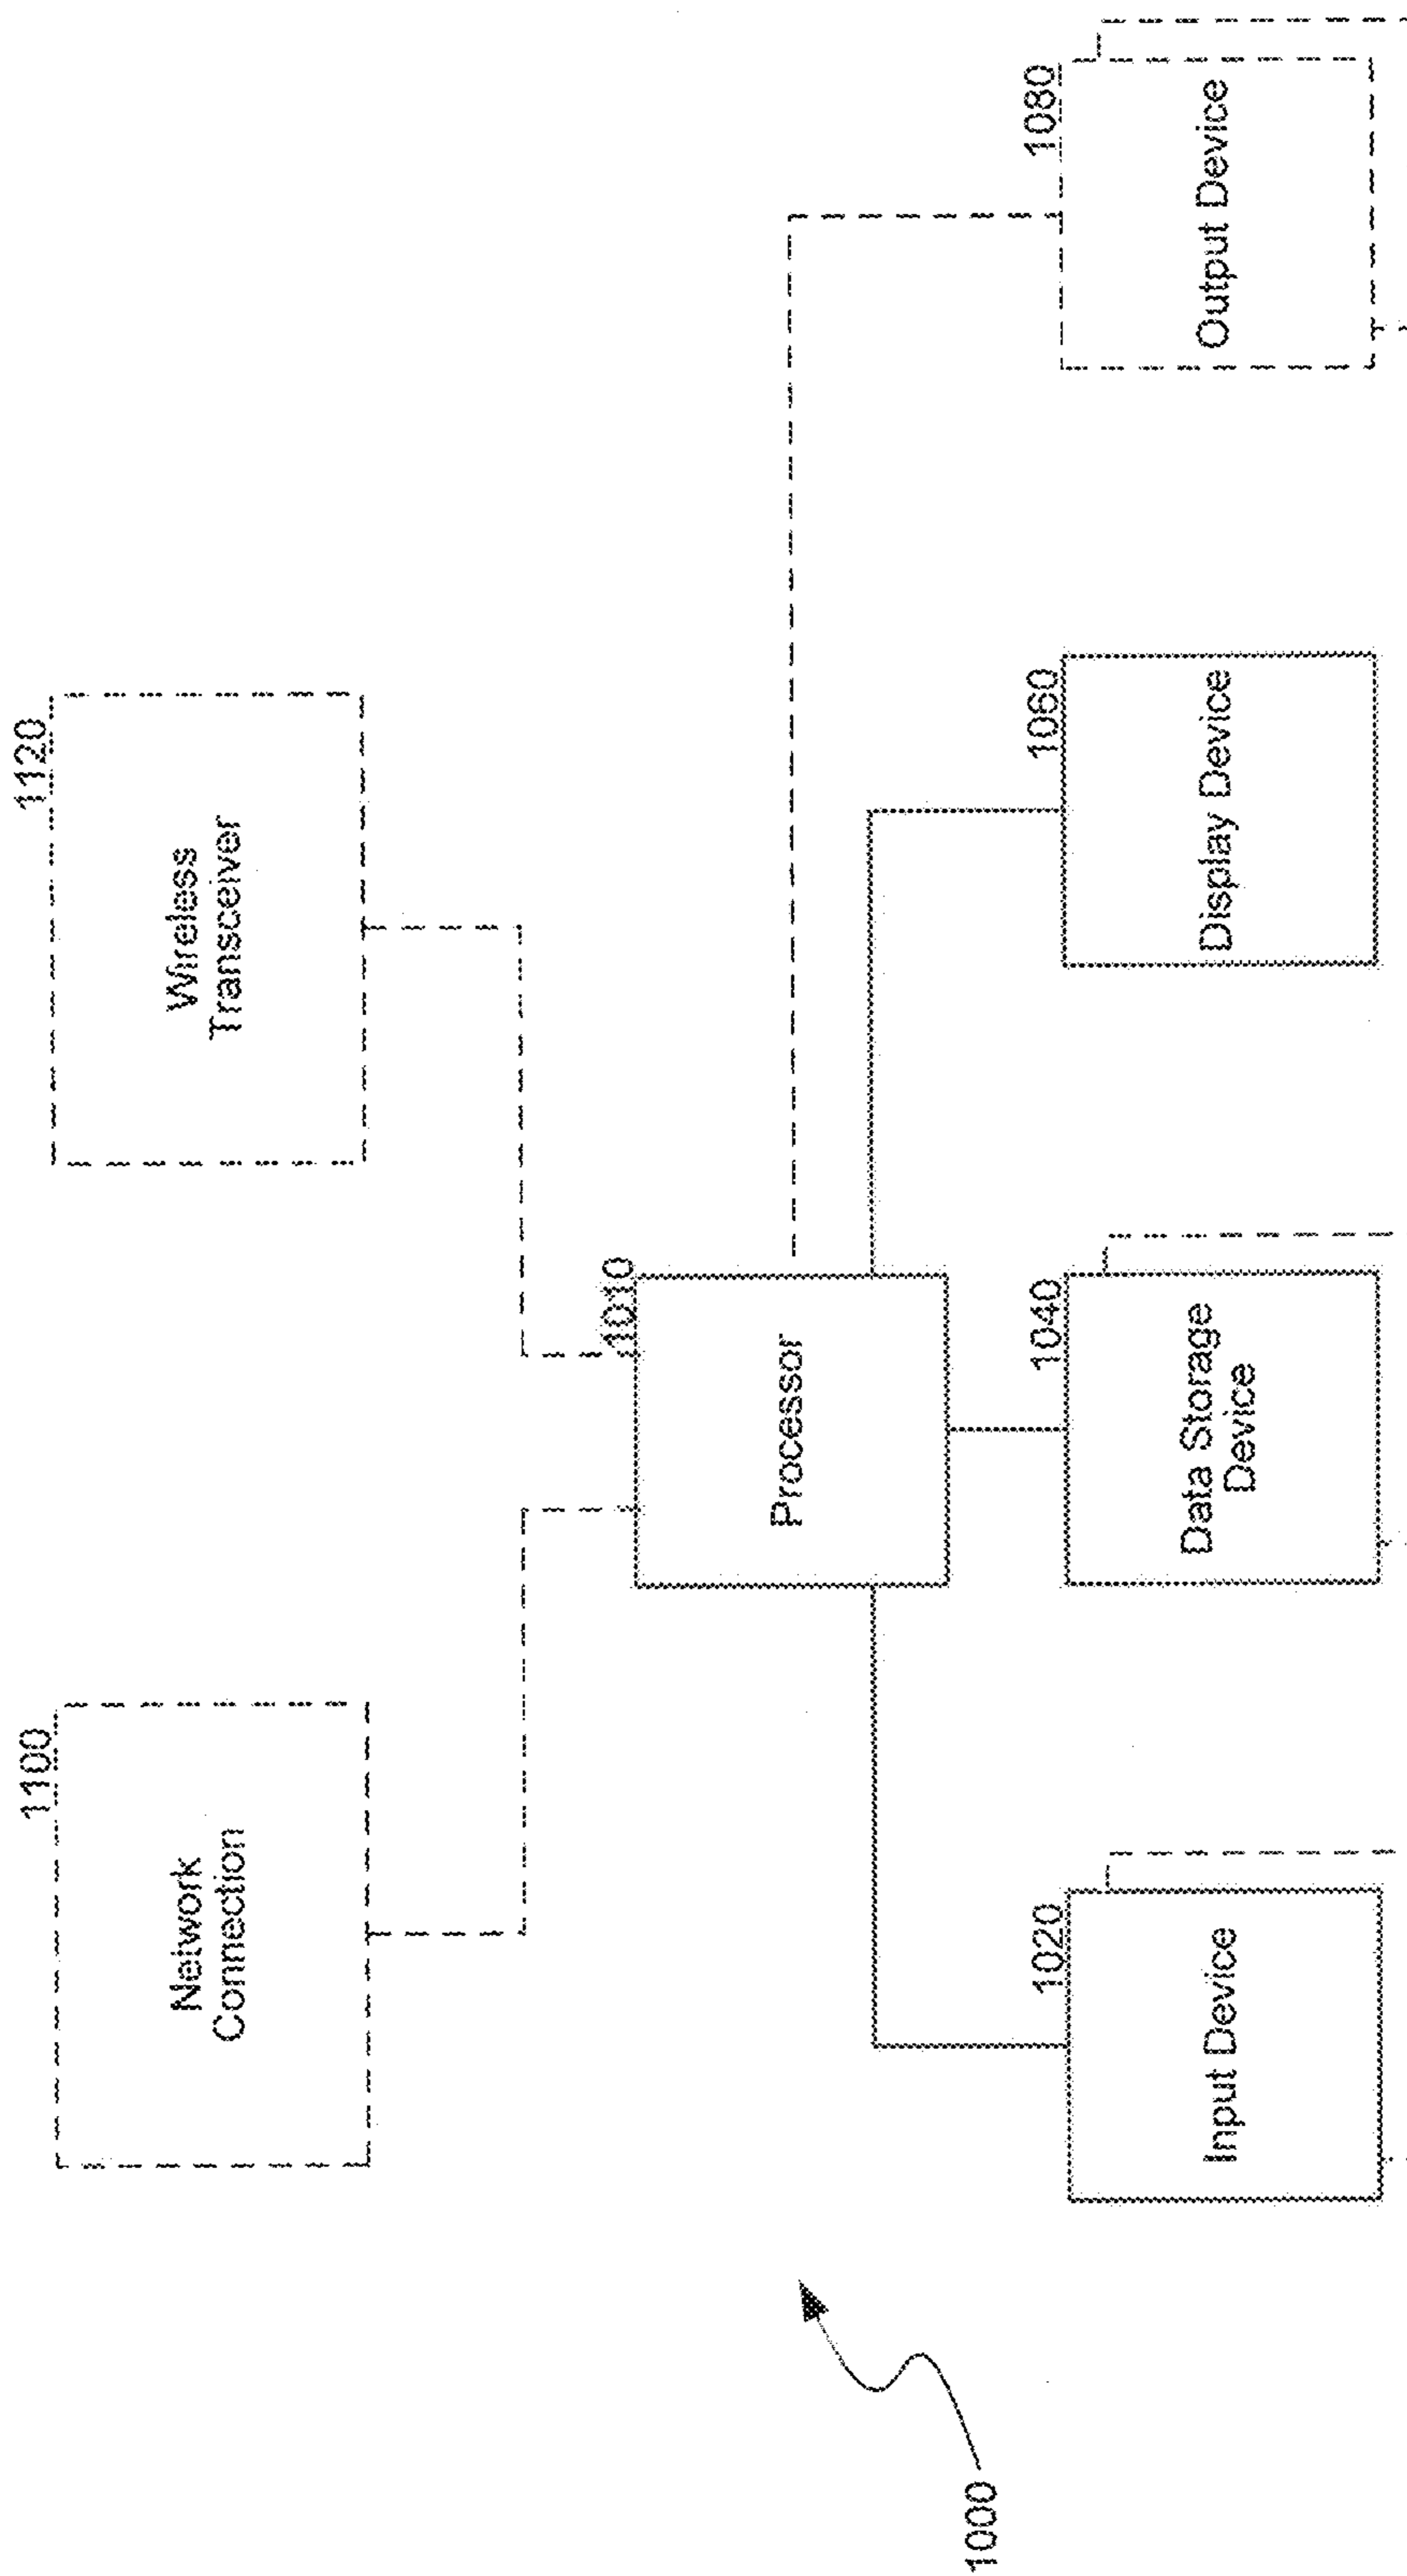 1100
Network
Connection
1120
Wireless
Transceiver
1010
Processor
1000
1020
Input Device
1040
Data Storage
Device
1060
Display Device
1080
Output Device